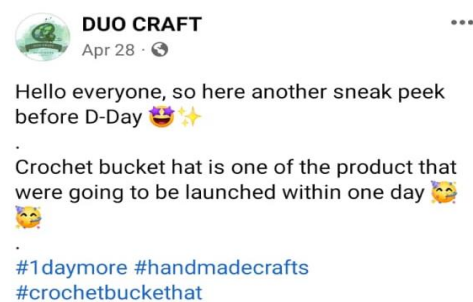 DUO CRAFT
Apr 28 ·
Hello everyone, so here another sneak peek
before D-Day 🤩✨
.
Crochet bucket hat is one of the product that
were going to be launched within one day 🥳
🥳
.
#1daymore #handmadecrafts
#crochetbuckethat